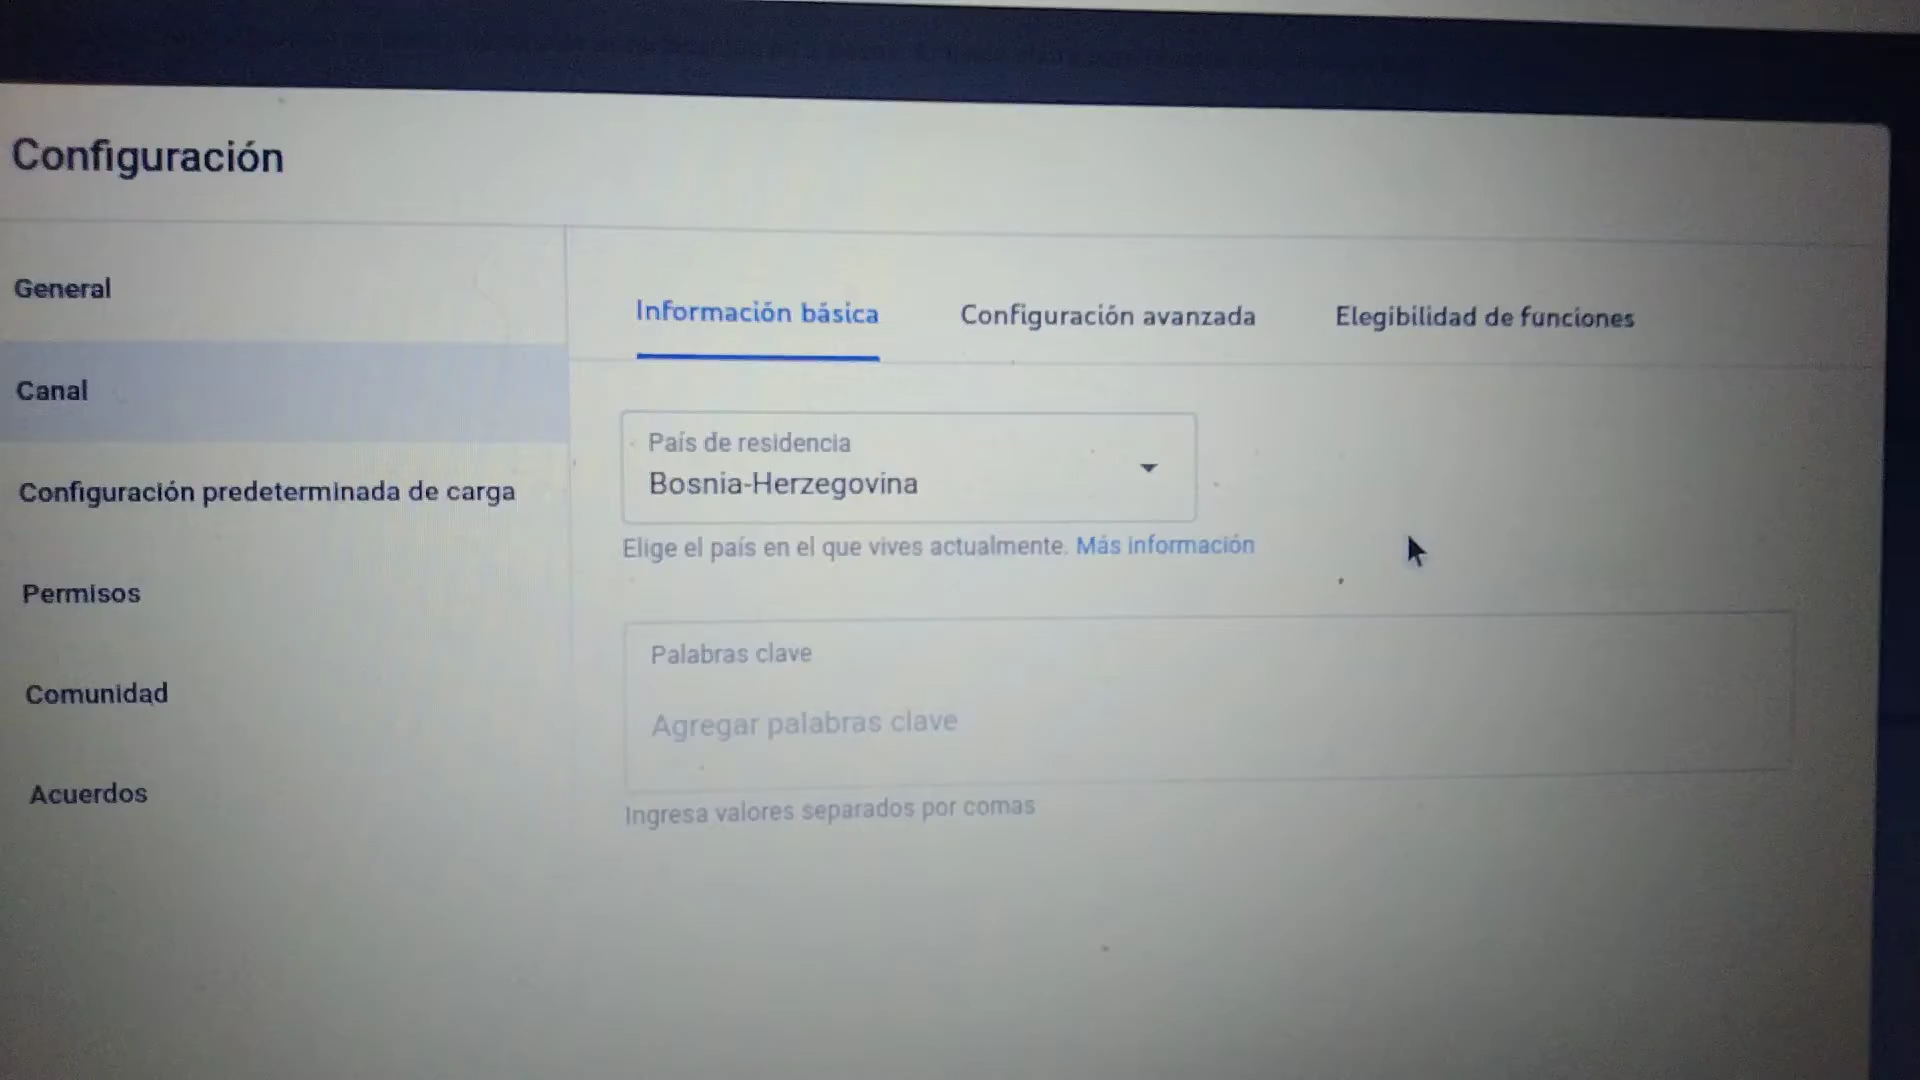 Configuración
General
Canal
Configuración predeterminada de carga
Permisos
Comunidad
Acuerdos
Información básica
Configuración avanzada
Elegibilidad de funciones
País de residencia
Bosnia-Herzegovina
Elige el país en el que vives actualmente. Más información
Palabras clave
Agregar palabras clave
Ingresa valores separados por comas